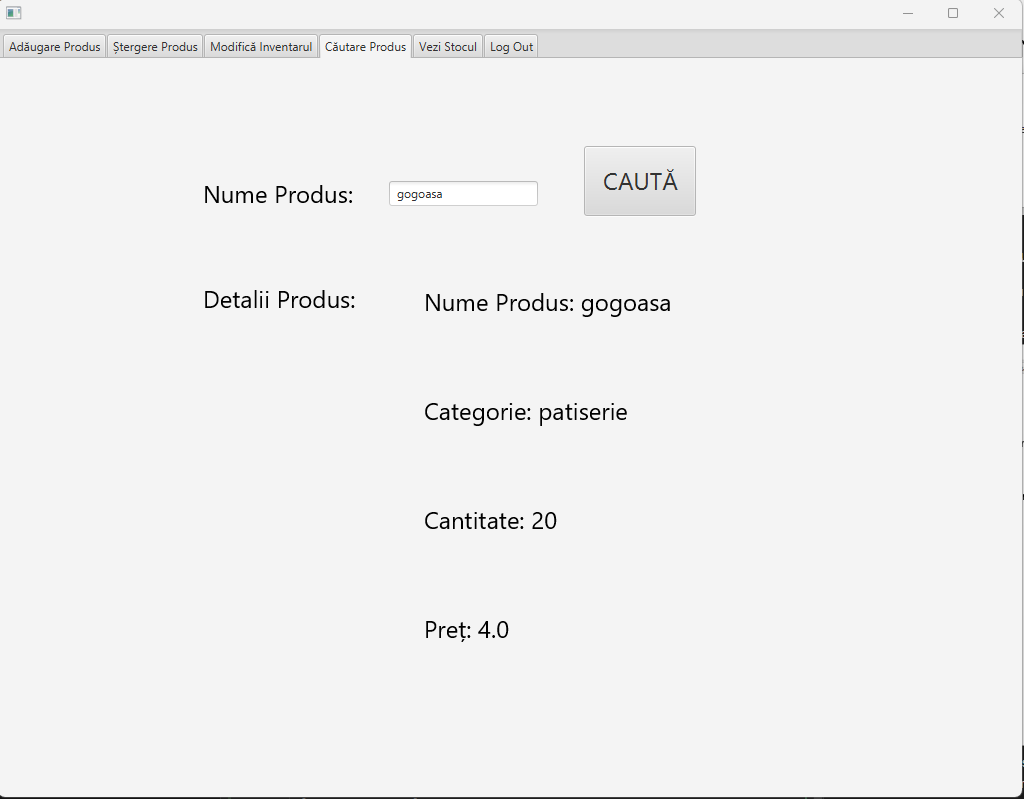 Adăugare Produs Ștergere Produs Modifică Inventarul Căutare Produs Vezi Stocul Log Out
Nume Produs: gogoasa CAUTĂ
Detalii Produs: Nume Produs: gogoasa
Categorie: patiserie
Cantitate: 20
Preț: 4.0